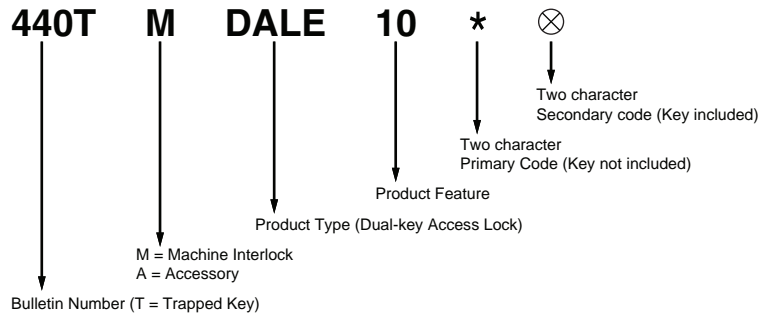 440T M DALE 10 * ⊗
Two character
Secondary code (Key included)
Two character
Primary Code (Key not included)
Product Feature
Product Type (Dual-key Access Lock)
M = Machine Interlock
A = Accessory
Bulletin Number (T = Trapped Key)